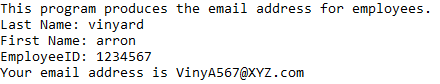 This program produces the email address for employees.
Last Name: vinyard
First Name: arron
EmployeeID: 1234567
Your email address is VinyA567@XYZ.com